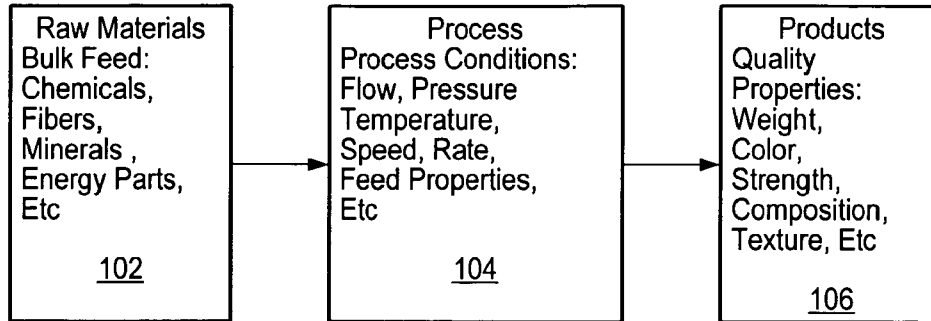 Raw Materials
Bulk Feed:
Chemicals,
Fibers,
Minerals ,
Energy Parts,
Etc
102
Process
Process Conditions:
Flow, Pressure
Temperature,
Speed, Rate,
Feed Properties,
Etc
104
Products
Quality
Properties:
Weight,
Color,
Strength,
Composition,
Texture, Etc
106